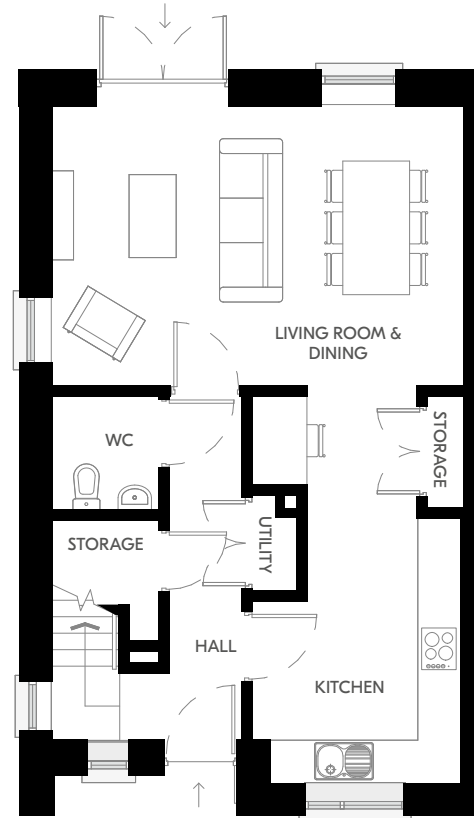 LIVING ROOM &
DINING
WC
STORAGE
STORAGE
UTILITY
HALL
KITCHEN